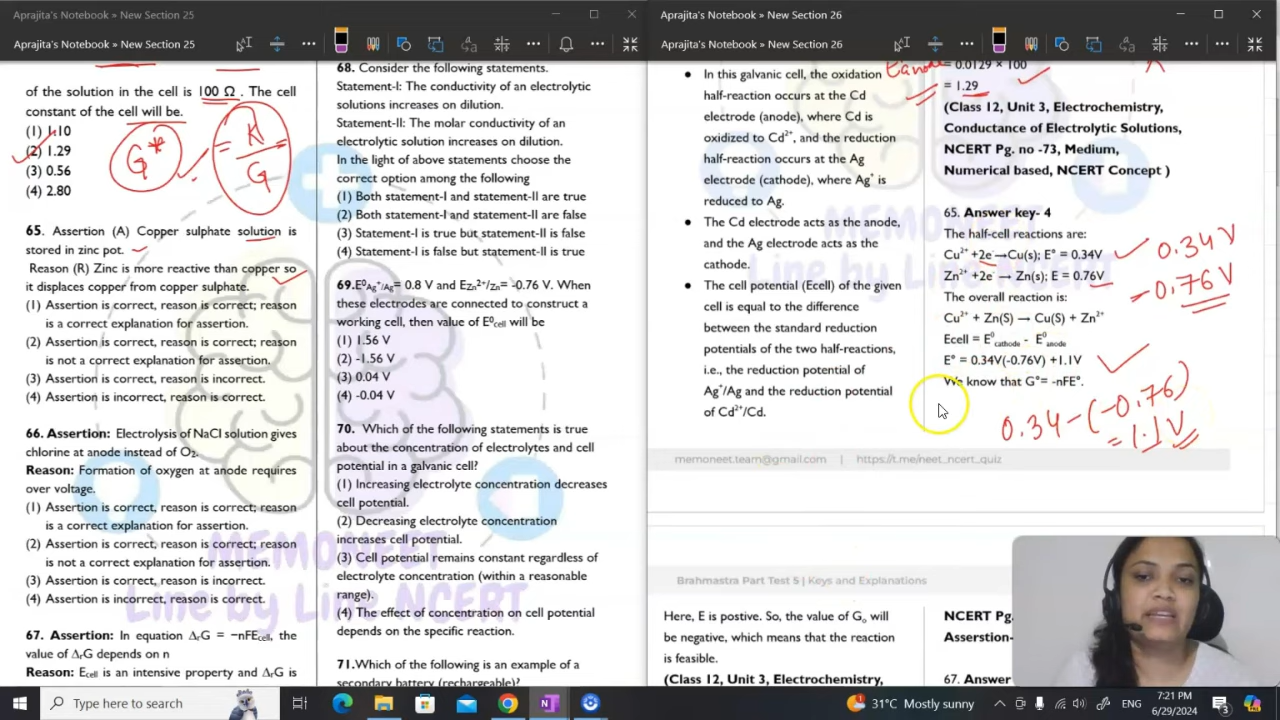 Aprajita's Notebook » New Section 25
Aprajita's Notebook » New Section 25
of the solution in the cell is 100 Ω . The cell
constant of the cell will be.
(1) 1.10
(2) 1.29
(3) 0.56
(4) 2.80
G* = K
G
65. Assertion (A) Copper sulphate solution is
stored in zinc pot.
Reason (R) Zinc is more reactive than copper so
it displaces copper from copper sulphate.
(1) Assertion is correct, reason is correct; reason
is a correct explanation for assertion.
(2) Assertion is correct, reason is correct; reason
is not a correct explanation for assertion.
(3) Assertion is correct, reason is incorrect.
(4) Assertion is incorrect, reason is correct.
66. Assertion: Electrolysis of NaCl solution gives
chlorine at anode instead of O₂.
Reason: Formation of oxygen at anode requires
over voltage.
(1) Assertion is correct, reason is correct; reason
is a correct explanation for assertion.
(2) Assertion is correct, reason is correct; reason
is not a correct explanation for assertion.
(3) Assertion is correct, reason is incorrect.
(4) Assertion is incorrect, reason is correct.
67. Assertion: In equation ΔᵣG = −nFEcell, the
value of ΔᵣG depends on n
Reason: Ecell is an intensive property and ΔᵣG is
68. Consider the following statements.
Statement-I: The conductivity of an electrolytic
solutions increases on dilution.
Statement-II: The molar conductivity of an
electrolytic solution increases on dilution.
In the light of above statements choose the
correct option among the following
(1) Both statement-I and statement-II are true
(2) Both statement-I and statement-II are false
(3) Statement-I is true but statement-II is false
(4) Statement-I is false but statement-II is true
69.E⁰Ag⁺/Ag= 0.8 V and EZn²⁺/Zn= -0.76 V. When
these electrodes are connected to construct a
working cell, then value of E⁰cell will be
(1) 1.56 V
(2) -1.56 V
(3) 0.04 V
(4) -0.04 V
70. Which of the following statements is true
about the concentration of electrolytes and cell
potential in a galvanic cell?
(1) Increasing electrolyte concentration decreases
cell potential.
(2) Decreasing electrolyte concentration
increases cell potential.
(3) Cell potential remains constant regardless of
electrolyte concentration (within a reasonable
range).
(4) The effect of concentration on cell potential
depends on the specific reaction.
71.Which of the following is an example of a
secondary battery (rechargeable)?
MEMONEET
Line by Line NCERT
Aprajita's Notebook » New Section 26
Aprajita's Notebook » New Section 26
In this galvanic cell, the oxidation
half-reaction occurs at the Cd
electrode (anode), where Cd is
oxidized to Cd²⁺, and the reduction
half-reaction occurs at the Ag
electrode (cathode), where Ag⁺ is
reduced to Ag.
The Cd electrode acts as the anode,
and the Ag electrode acts as the
cathode.
The cell potential (Ecell) of the given
cell is equal to the difference
between the standard reduction
potentials of the two half-reactions,
i.e., the reduction potential of
Ag⁺/Ag and the reduction potential
of Cd²⁺/Cd.
= 0.0129 × 100
= 1.29
(Class 12, Unit 3, Electrochemistry,
Conductance of Electrolytic Solutions,
NCERT Pg. no -73, Medium,
Numerical based, NCERT Concept )
65. Answer key- 4
The half-cell reactions are:
Cu²⁺ +2e⁻→Cu(s); E° = 0.34V
Zn²⁺ +2e⁻ → Zn(s); E = 0.76V
The overall reaction is:
Cu²⁺ + Zn(S) → Cu(S) + Zn²⁺
Ecell = E⁰cathode - E⁰anode
E° = 0.34V(-0.76V) +1.1V
We know that G°= -nFE°.
0.34V
-0.76V
0.34-(-0.76)
=1.1V
MEMONEET
Line by Line NCERT
memoneet.team@gmail.com | https://t.me/neet_ncert_quiz
Brahmastra Part Test 5 | Keys and Explanations
Here, E is postive. So, the value of G₀ will
be negative, which means that the reaction
is feasible.
(Class 12, Unit 3, Electrochemistry,
NCERT Pg.
Asserstion-
67. Answer
Type here to search
31°C Mostly sunny
ENG
7:21 PM
6/29/2024
3